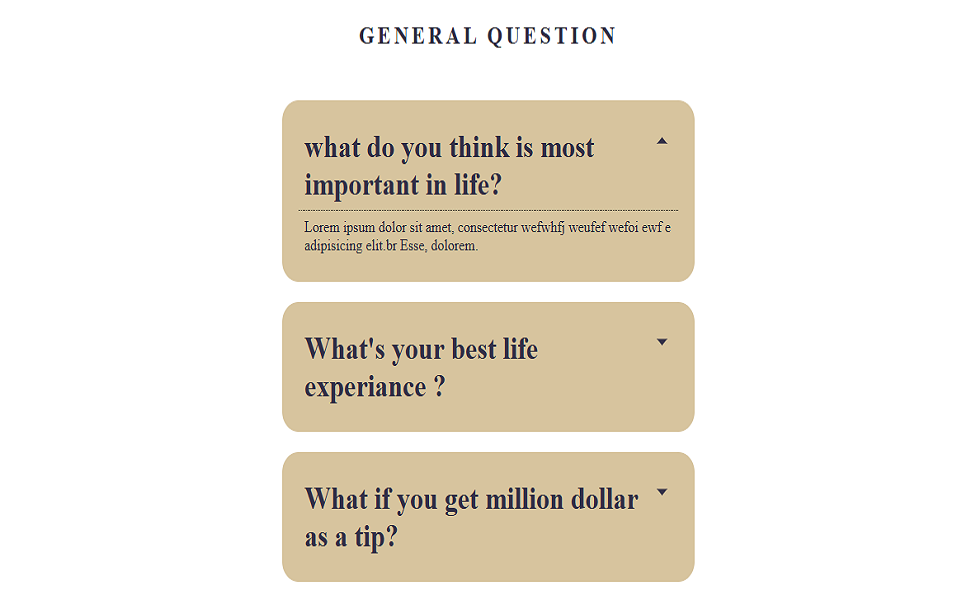 GENERAL QUESTION
what do you think is most
important in life?
Lorem ipsum dolor sit amet, consectetur wefwhfj weufef wefoi ewf e
adipisicing elit.br Esse, dolorem.
What's your best life
experiance ?
What if you get million dollar
as a tip?